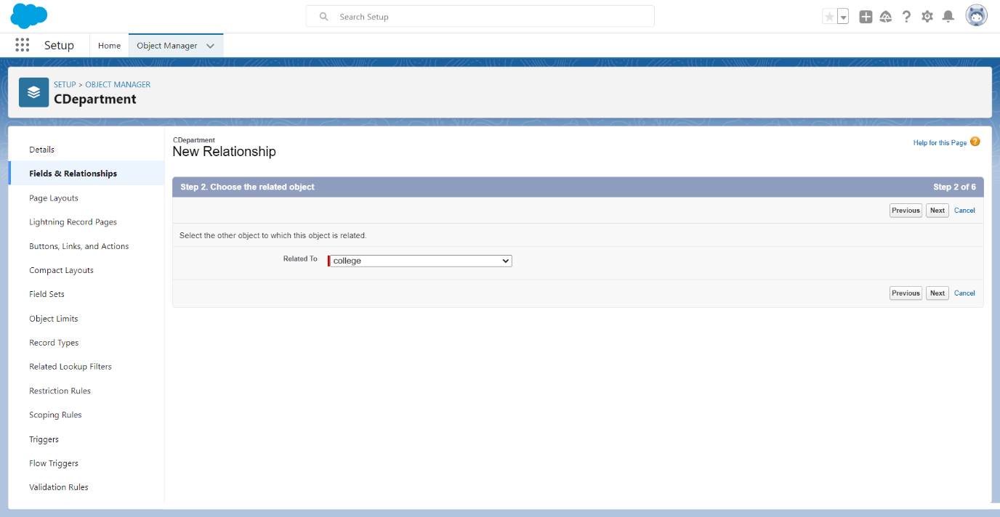 Search Setup
Setup
Home
Object Manager
SETUP > OBJECT MANAGER
CDepartment
Details
Fields & Relationships
Page Layouts
Lightning Record Pages
Buttons, Links, and Actions
Compact Layouts
Field Sets
Object Limits
Record Types
Related Lookup Filters
Restriction Rules
Scoping Rules
Triggers
Flow Triggers
Validation Rules
CDepartment
New Relationship
Help for this Page ?
Step 2. Choose the related object
Step 2 of 6
Previous Next Cancel
Select the other object to which this object is related.
Related To college
Previous Next Cancel